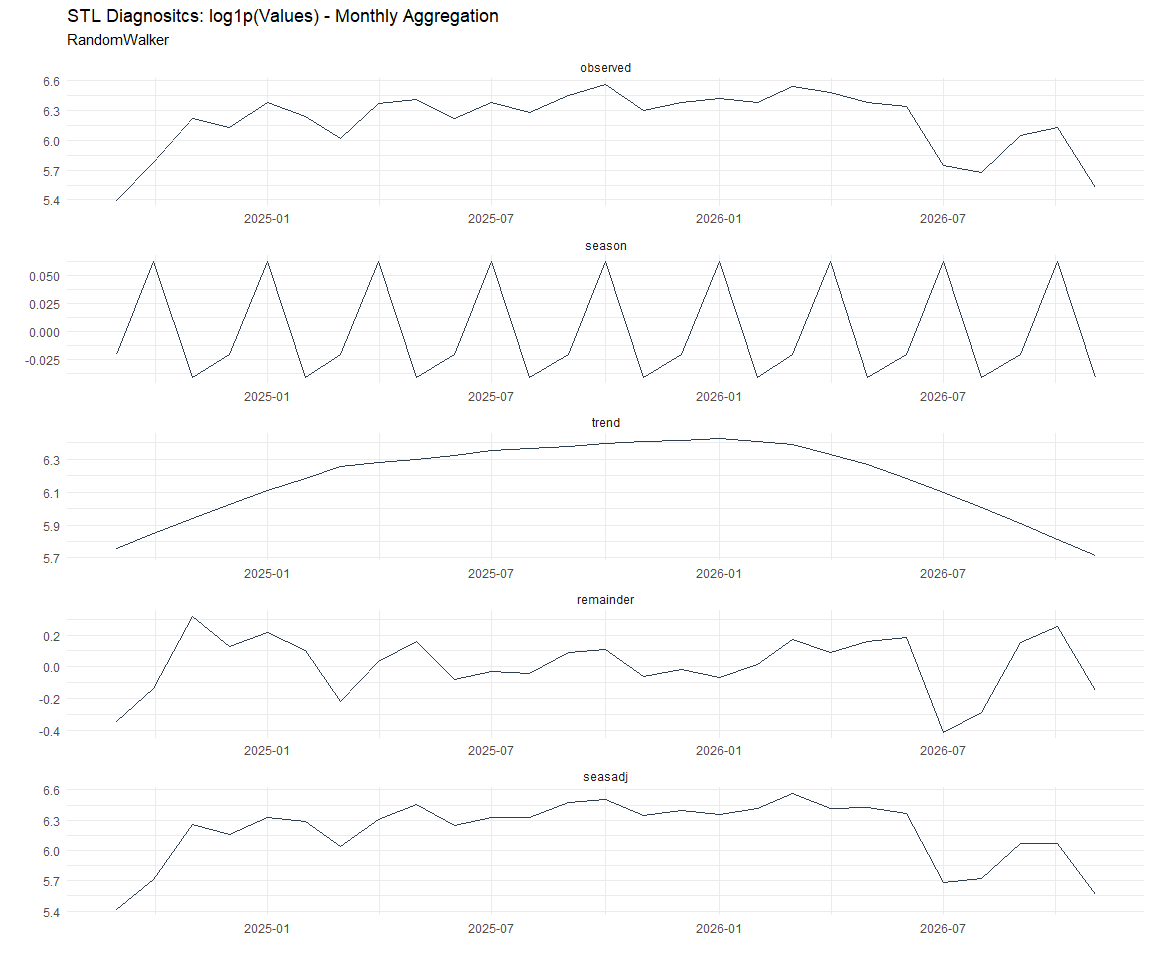 STL Diagnositcs: log1p(Values) - Monthly Aggregation
RandomWalker
observed
6.6
6.3
6.0
5.7
5.4
2025-01 2025-07 2026-01 2026-07
season
0.050
0.025
0.000
-0.025
2025-01 2025-07 2026-01 2026-07
trend
6.3
6.1
5.9
5.7
2025-01 2025-07 2026-01 2026-07
remainder
0.2
0.0
-0.2
-0.4
2025-01 2025-07 2026-01 2026-07
seasadj
6.6
6.3
6.0
5.7
5.4
2025-01 2025-07 2026-01 2026-07